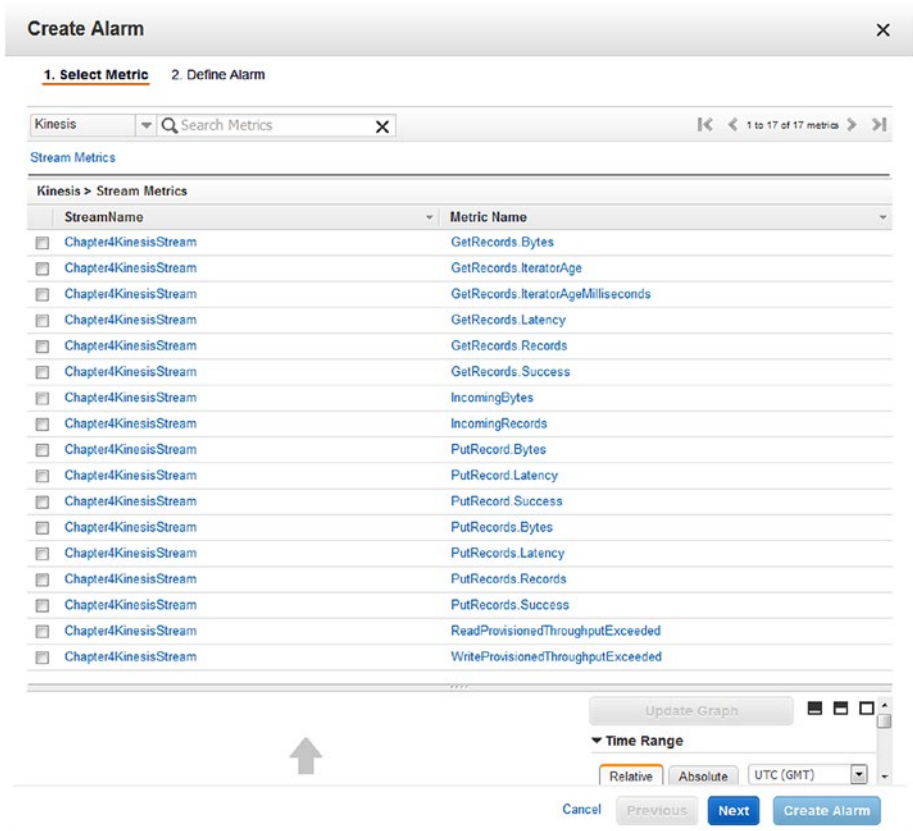 Create Alarm
1. Select Metric 2. Define Alarm
Kinesis Search Metrics 1 to 17 of 17 metrics
Stream Metrics
Kinesis > Stream Metrics
StreamName Metric Name
Chapter4KinesisStream GetRecords.Bytes
Chapter4KinesisStream GetRecords.IteratorAge
Chapter4KinesisStream GetRecords.IteratorAgeMilliseconds
Chapter4KinesisStream GetRecords.Latency
Chapter4KinesisStream GetRecords.Records
Chapter4KinesisStream GetRecords.Success
Chapter4KinesisStream IncomingBytes
Chapter4KinesisStream IncomingRecords
Chapter4KinesisStream PutRecord.Bytes
Chapter4KinesisStream PutRecord.Latency
Chapter4KinesisStream PutRecord.Success
Chapter4KinesisStream PutRecords.Bytes
Chapter4KinesisStream PutRecords.Latency
Chapter4KinesisStream PutRecords.Records
Chapter4KinesisStream PutRecords.Success
Chapter4KinesisStream ReadProvisionedThroughputExceeded
Chapter4KinesisStream WriteProvisionedThroughputExceeded
Update Graph
Time Range
Relative Absolute UTC (GMT)
Cancel Previous Next Create Alarm